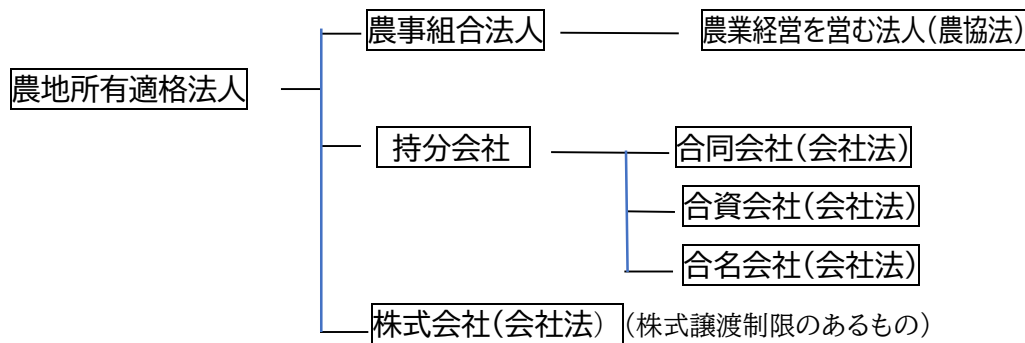 農事組合法人
農業経営を営む法人(農協法)
農地所有適格法人
持分会社
合同会社(会社法)
合資会社(会社法)
合名会社(会社法)
株式会社(会社法)(株式譲渡制限のあるもの)